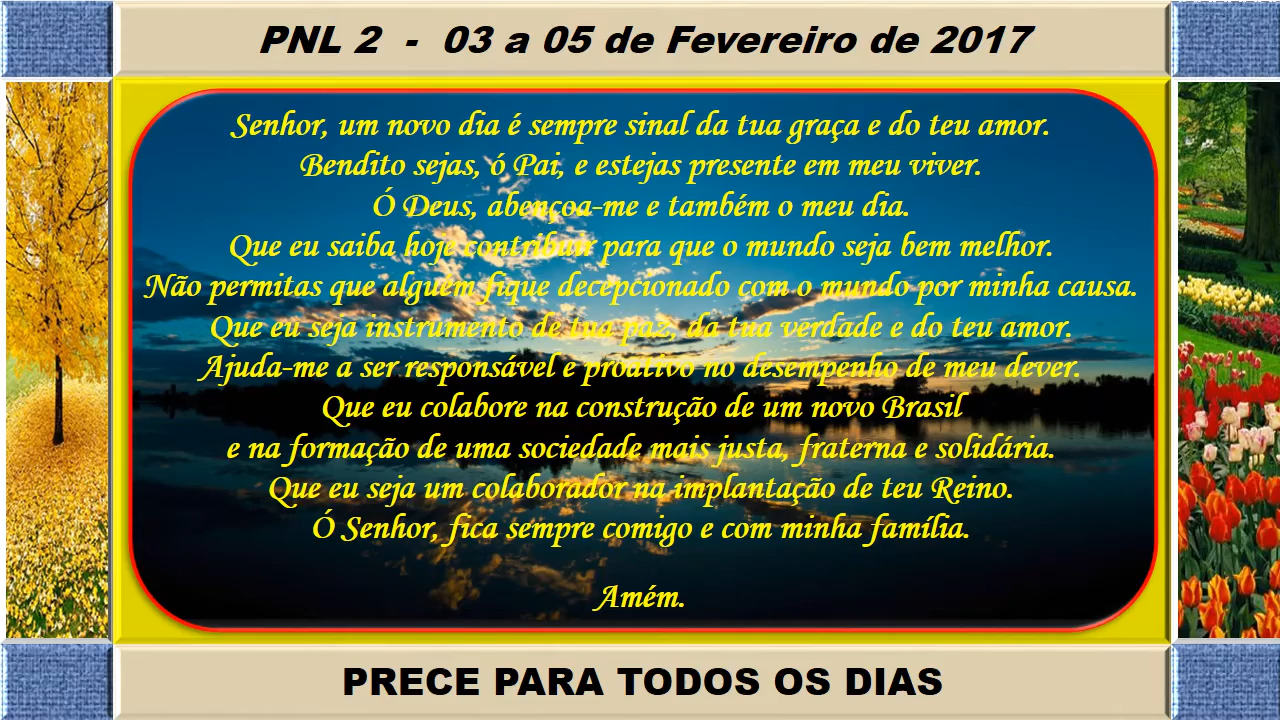 PNL 2 - 03 a 05 de Fevereiro de 2017
Senhor, um novo dia é sempre sinal da tua graça e do teu amor.
Bendito sejas, ó Pai, e estejas presente em meu viver.
Ó Deus, abençoa-me e também o meu dia.
Que eu saiba hoje contribuir para que o mundo seja bem melhor.
Não permitas que alguém fique decepcionado com o mundo por minha causa.
Que eu seja instrumento de tua paz, da tua verdade e do teu amor.
Ajuda-me a ser responsável e proativo no desempenho de meu dever.
Que eu colabore na construção de um novo Brasil
e na formação de uma sociedade mais justa, fraterna e solidária.
Que eu seja um colaborador na implantação de teu Reino.
Ó Senhor, fica sempre comigo e com minha família.
Amém.
PRECE PARA TODOS OS DIAS